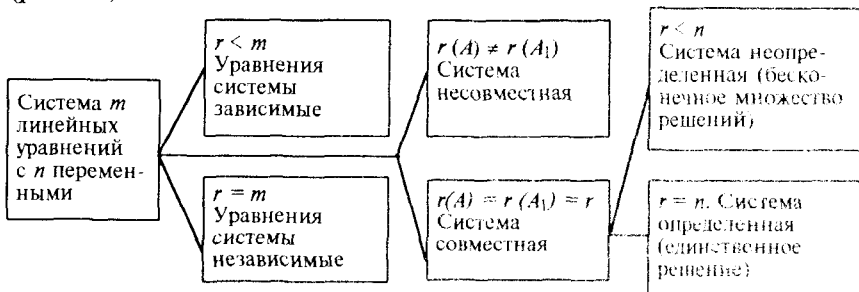 Система m
линейных
уравнений
с n перемен-
ными
r < m
Уравнения
системы
зависимые
r = m
Уравнения
системы
независимые
r (A) ≠ r (A₁)
Система
несовместная
r(A) = r (A₁) = r
Система
совместная
r < n
Система неопре-
деленная (беско-
нечное множество
решений)
r = n. Система
определенная
(единственное
решение)